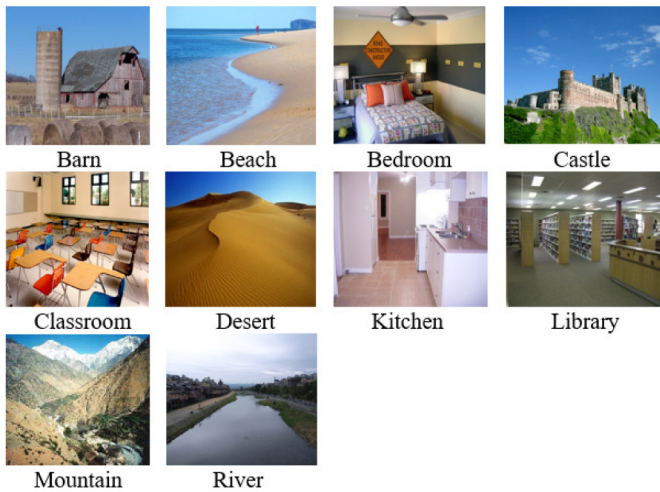 Barn
Beach
Bedroom
Castle
Classroom
Desert
Kitchen
Library
Mountain
River